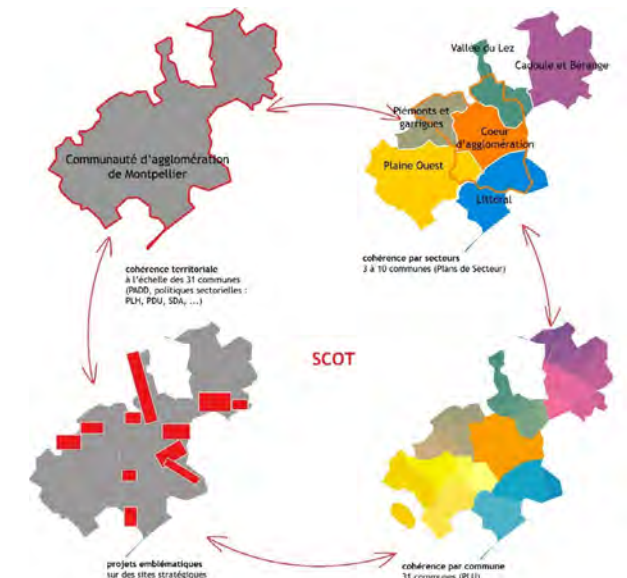 Communauté d'agglomération
de Montpellier
cohérence territoriale
à l'échelle des 31 communes
(PADD, politiques sectorielles :
PLH, PDU, SDA, ...)
Vallée du Lez
Cadoule et Bérange
Piémonts et
garrigues
Coeur
d'agglomération
Plaine Ouest
Littoral
cohérence par secteurs
3 à 10 communes (Plans de Secteur)
SCOT
projets emblématiques
sur des sites stratégiques
cohérence par commune
31 communes (PLU)